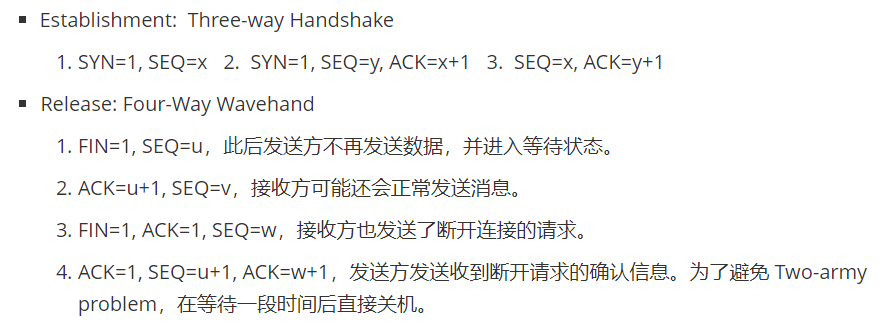 ▪ Establishment: Three-way Handshake
1. SYN=1, SEQ=x 2. SYN=1, SEQ=y, ACK=x+1 3. SEQ=x, ACK=y+1
▪ Release: Four-Way Wavehand
1. FIN=1, SEQ=u，此后发送方不再发送数据，并进入等待状态。
2. ACK=u+1, SEQ=v，接收方可能还会正常发送消息。
3. FIN=1, ACK=1, SEQ=w，接收方也发送了断开连接的请求。
4. ACK=1, SEQ=u+1, ACK=w+1，发送方发送收到断开请求的确认信息。为了避免 Two-army
problem，在等待一段时间后直接关机。